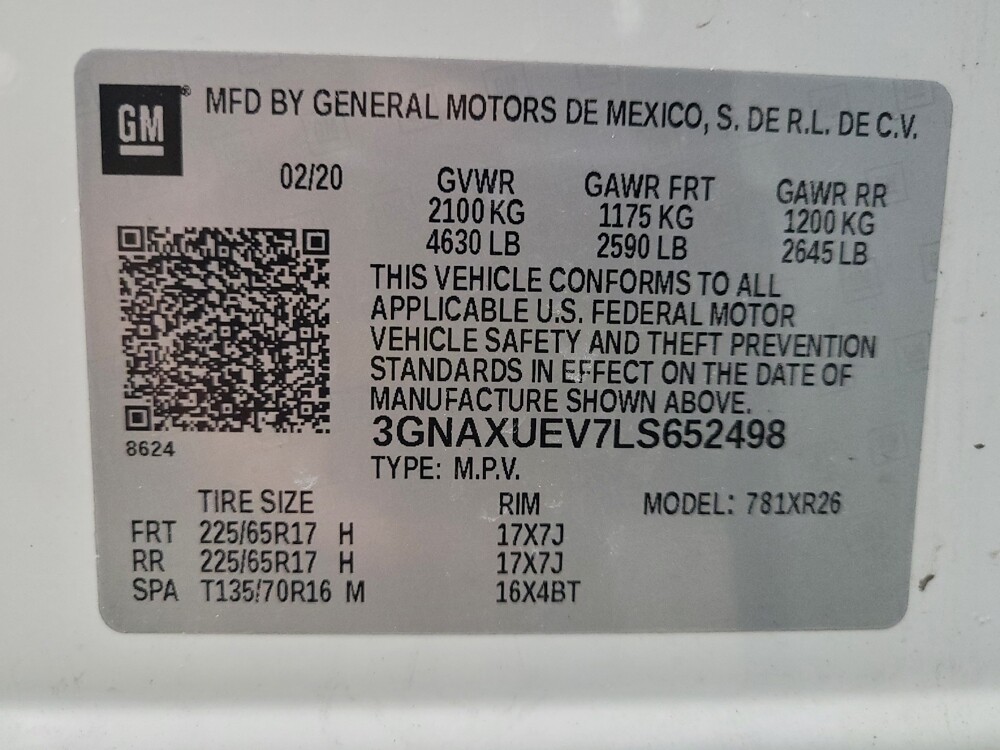 GM® MFD BY GENERAL MOTORS DE MEXICO, S. DE R.L. DE C.V.
02/20 GVWR GAWR FRT GAWR RR
2100 KG 1175 KG 1200 KG
4630 LB 2590 LB 2645 LB
THIS VEHICLE CONFORMS TO ALL
APPLICABLE U.S. FEDERAL MOTOR
VEHICLE SAFETY AND THEFT PREVENTION
STANDARDS IN EFFECT ON THE DATE OF
MANUFACTURE SHOWN ABOVE.
3GNAXUEV7LS652498
8624
TYPE: M.P.V.
TIRE SIZE RIM MODEL: 781XR26
FRT 225/65R17 H 17X7J
RR 225/65R17 H 17X7J
SPA T135/70R16 M 16X4BT